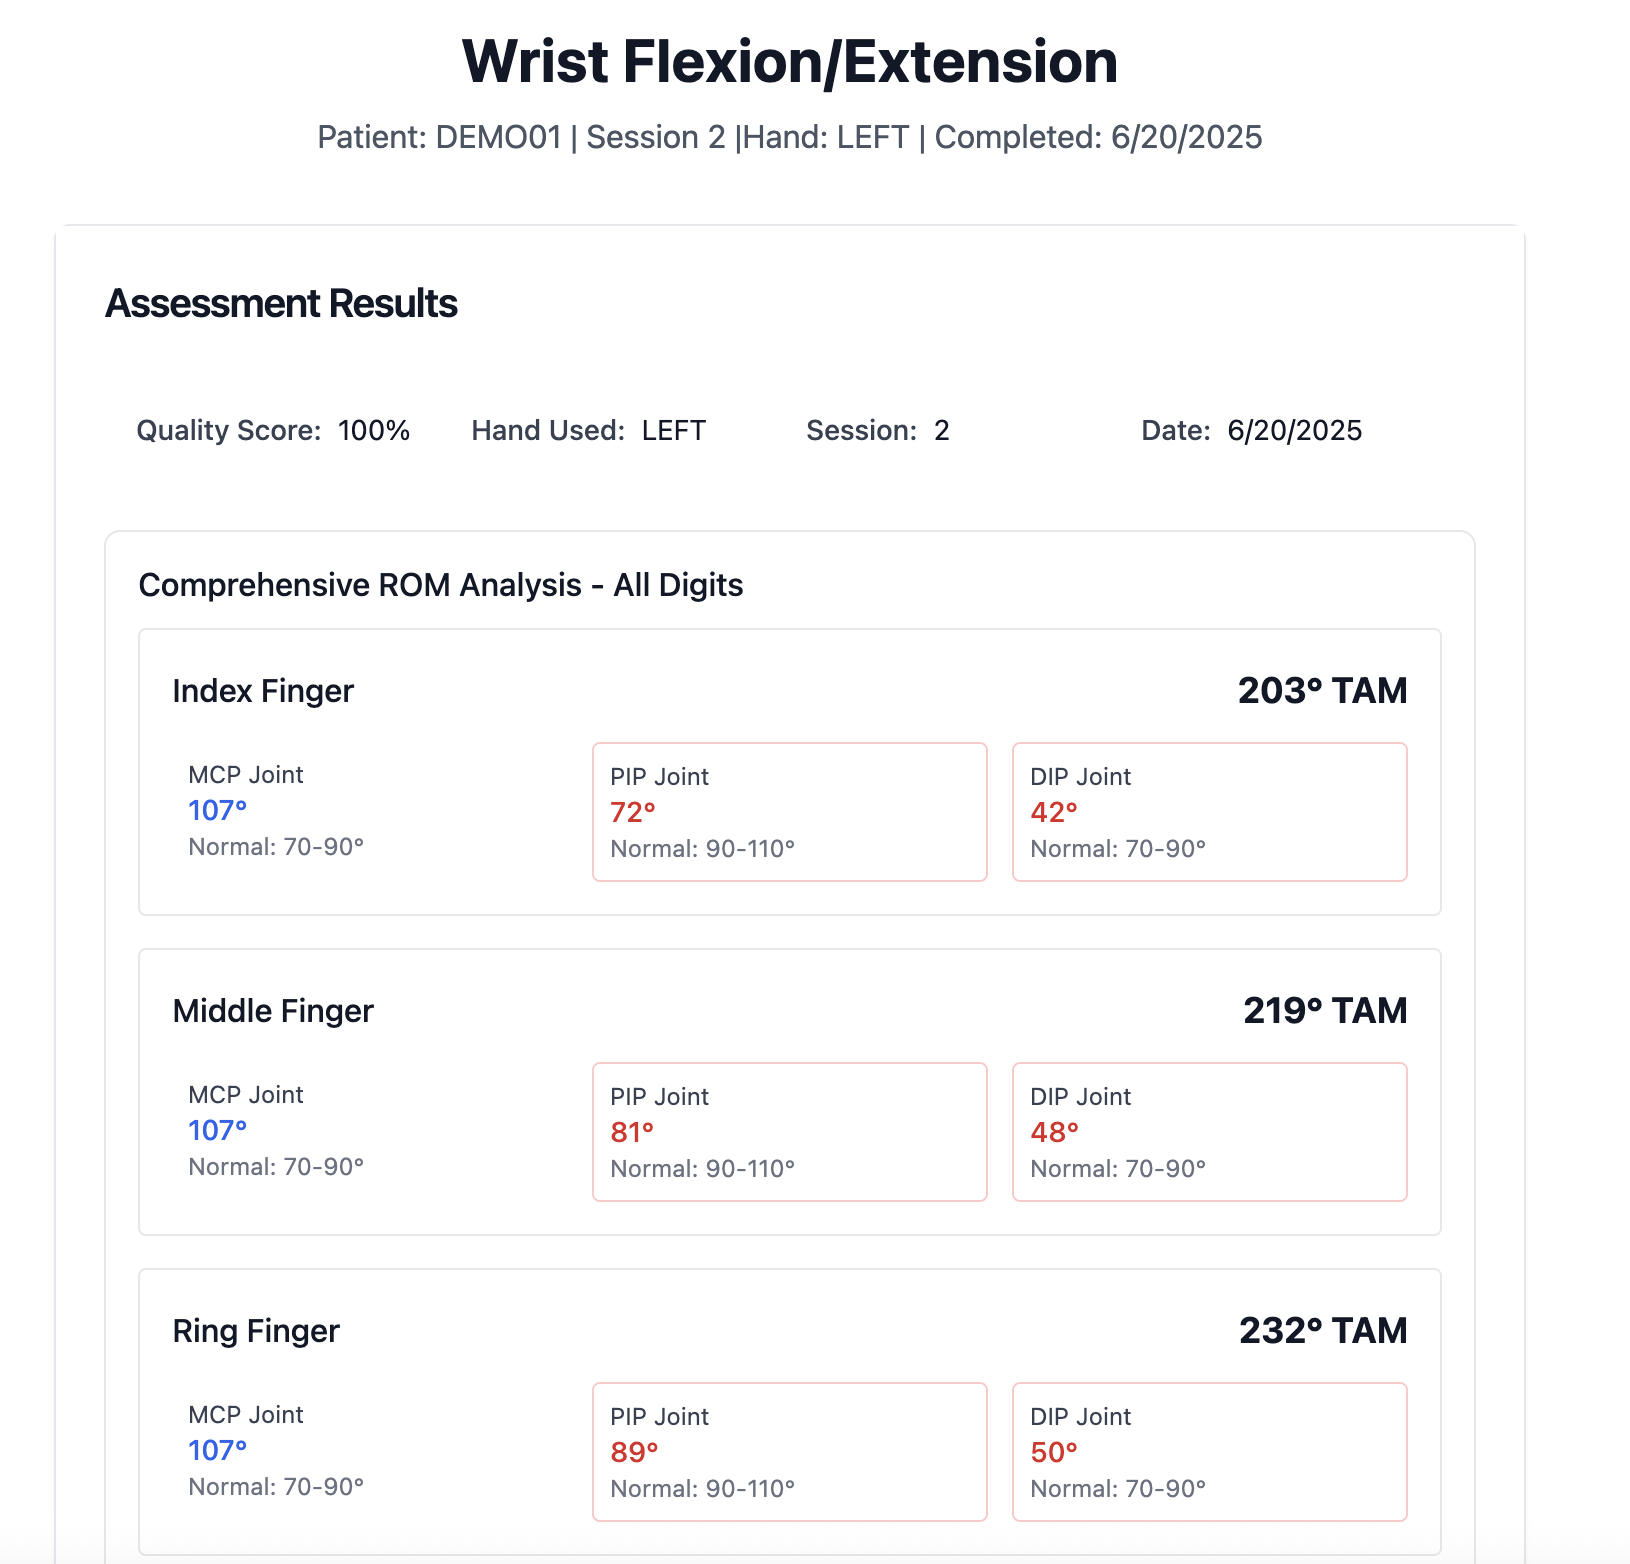 Wrist Flexion/Extension
Patient: DEMO01 | Session 2 |Hand: LEFT | Completed: 6/20/2025
Assessment Results
Quality Score: 100% Hand Used: LEFT Session: 2 Date: 6/20/2025
Comprehensive ROM Analysis - All Digits
Index Finger 203° TAM
MCP Joint PIP Joint DIP Joint
107° 72° 42°
Normal: 70-90° Normal: 90-110° Normal: 70-90°
Middle Finger 219° TAM
MCP Joint PIP Joint DIP Joint
107° 81° 48°
Normal: 70-90° Normal: 90-110° Normal: 70-90°
Ring Finger 232° TAM
MCP Joint PIP Joint DIP Joint
107° 89° 50°
Normal: 70-90° Normal: 90-110° Normal: 70-90°